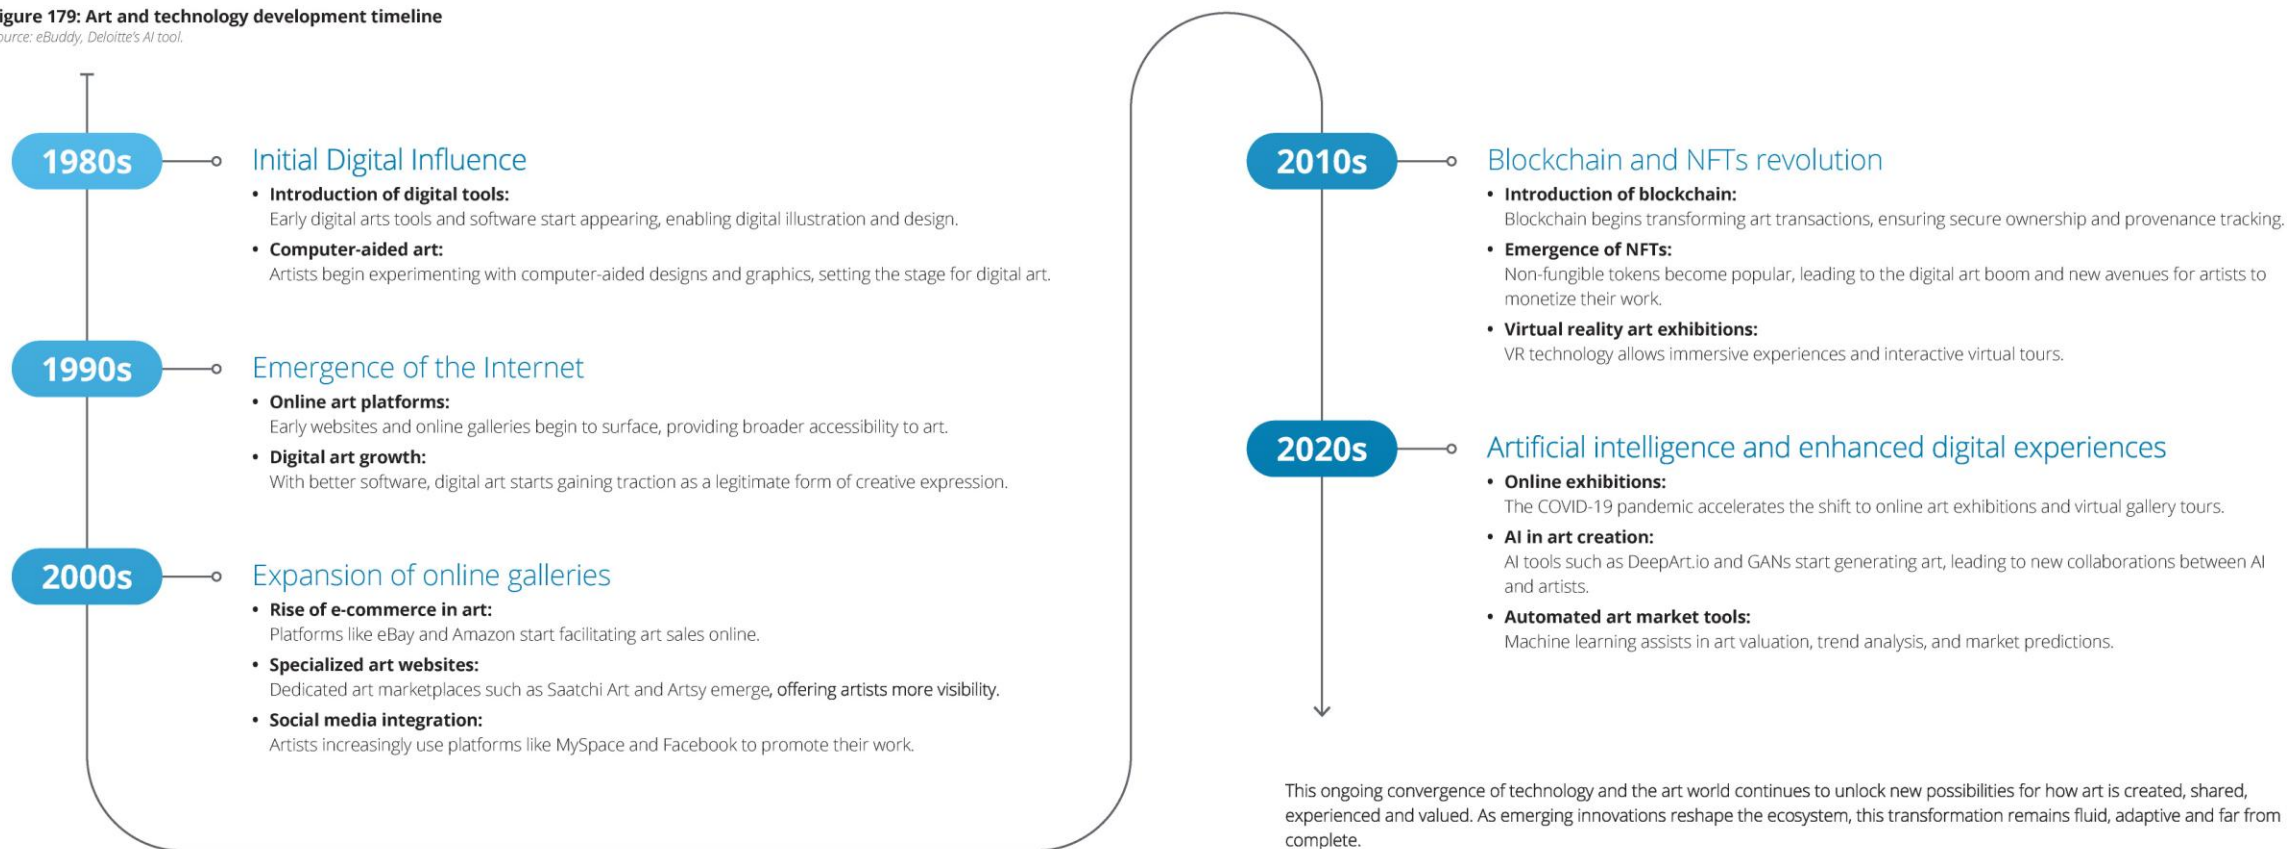 igure 179: Art and technology development timeline
ource: eBuddy, Deloitte's AI tool.
1980s
Initial Digital Influence
• Introduction of digital tools:
Early digital arts tools and software start appearing, enabling digital illustration and design.
• Computer-aided art:
Artists begin experimenting with computer-aided designs and graphics, setting the stage for digital art.
1990s
Emergence of the Internet
• Online art platforms:
Early websites and online galleries begin to surface, providing broader accessibility to art.
• Digital art growth:
With better software, digital art starts gaining traction as a legitimate form of creative expression.
2000s
Expansion of online galleries
• Rise of e-commerce in art:
Platforms like eBay and Amazon start facilitating art sales online.
• Specialized art websites:
Dedicated art marketplaces such as Saatchi Art and Artsy emerge, offering artists more visibility.
• Social media integration:
Artists increasingly use platforms like MySpace and Facebook to promote their work.
2010s
Blockchain and NFTs revolution
• Introduction of blockchain:
Blockchain begins transforming art transactions, ensuring secure ownership and provenance tracking.
• Emergence of NFTs:
Non-fungible tokens become popular, leading to the digital art boom and new avenues for artists to
monetize their work.
• Virtual reality art exhibitions:
VR technology allows immersive experiences and interactive virtual tours.
2020s
Artificial intelligence and enhanced digital experiences
• Online exhibitions:
The COVID-19 pandemic accelerates the shift to online art exhibitions and virtual gallery tours.
• AI in art creation:
AI tools such as DeepArt.io and GANs start generating art, leading to new collaborations between AI
and artists.
• Automated art market tools:
Machine learning assists in art valuation, trend analysis, and market predictions.
This ongoing convergence of technology and the art world continues to unlock new possibilities for how art is created, shared,
experienced and valued. As emerging innovations reshape the ecosystem, this transformation remains fluid, adaptive and far from
complete.